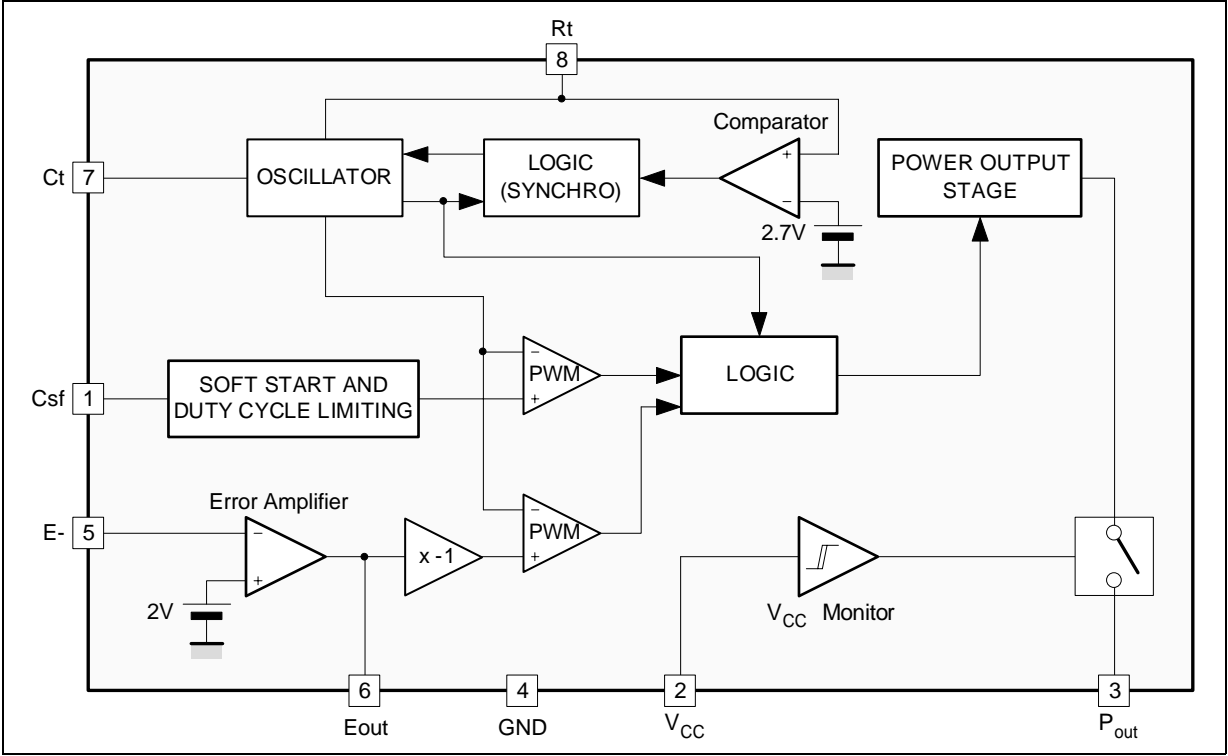 Rt
8
Comparator
OSCILLATOR
LOGIC
(SYNCHRO)
+
−
POWER OUTPUT
STAGE
Ct 7
2.7V
−
PWM
+
LOGIC
SOFT START AND
DUTY CYCLE LIMITING
Csf 1
Error Amplifier
E- 5
−
+
x -1
−
PWM
+
2V
VCC Monitor
6
4
2
3
Eout
GND
VCC
Pout